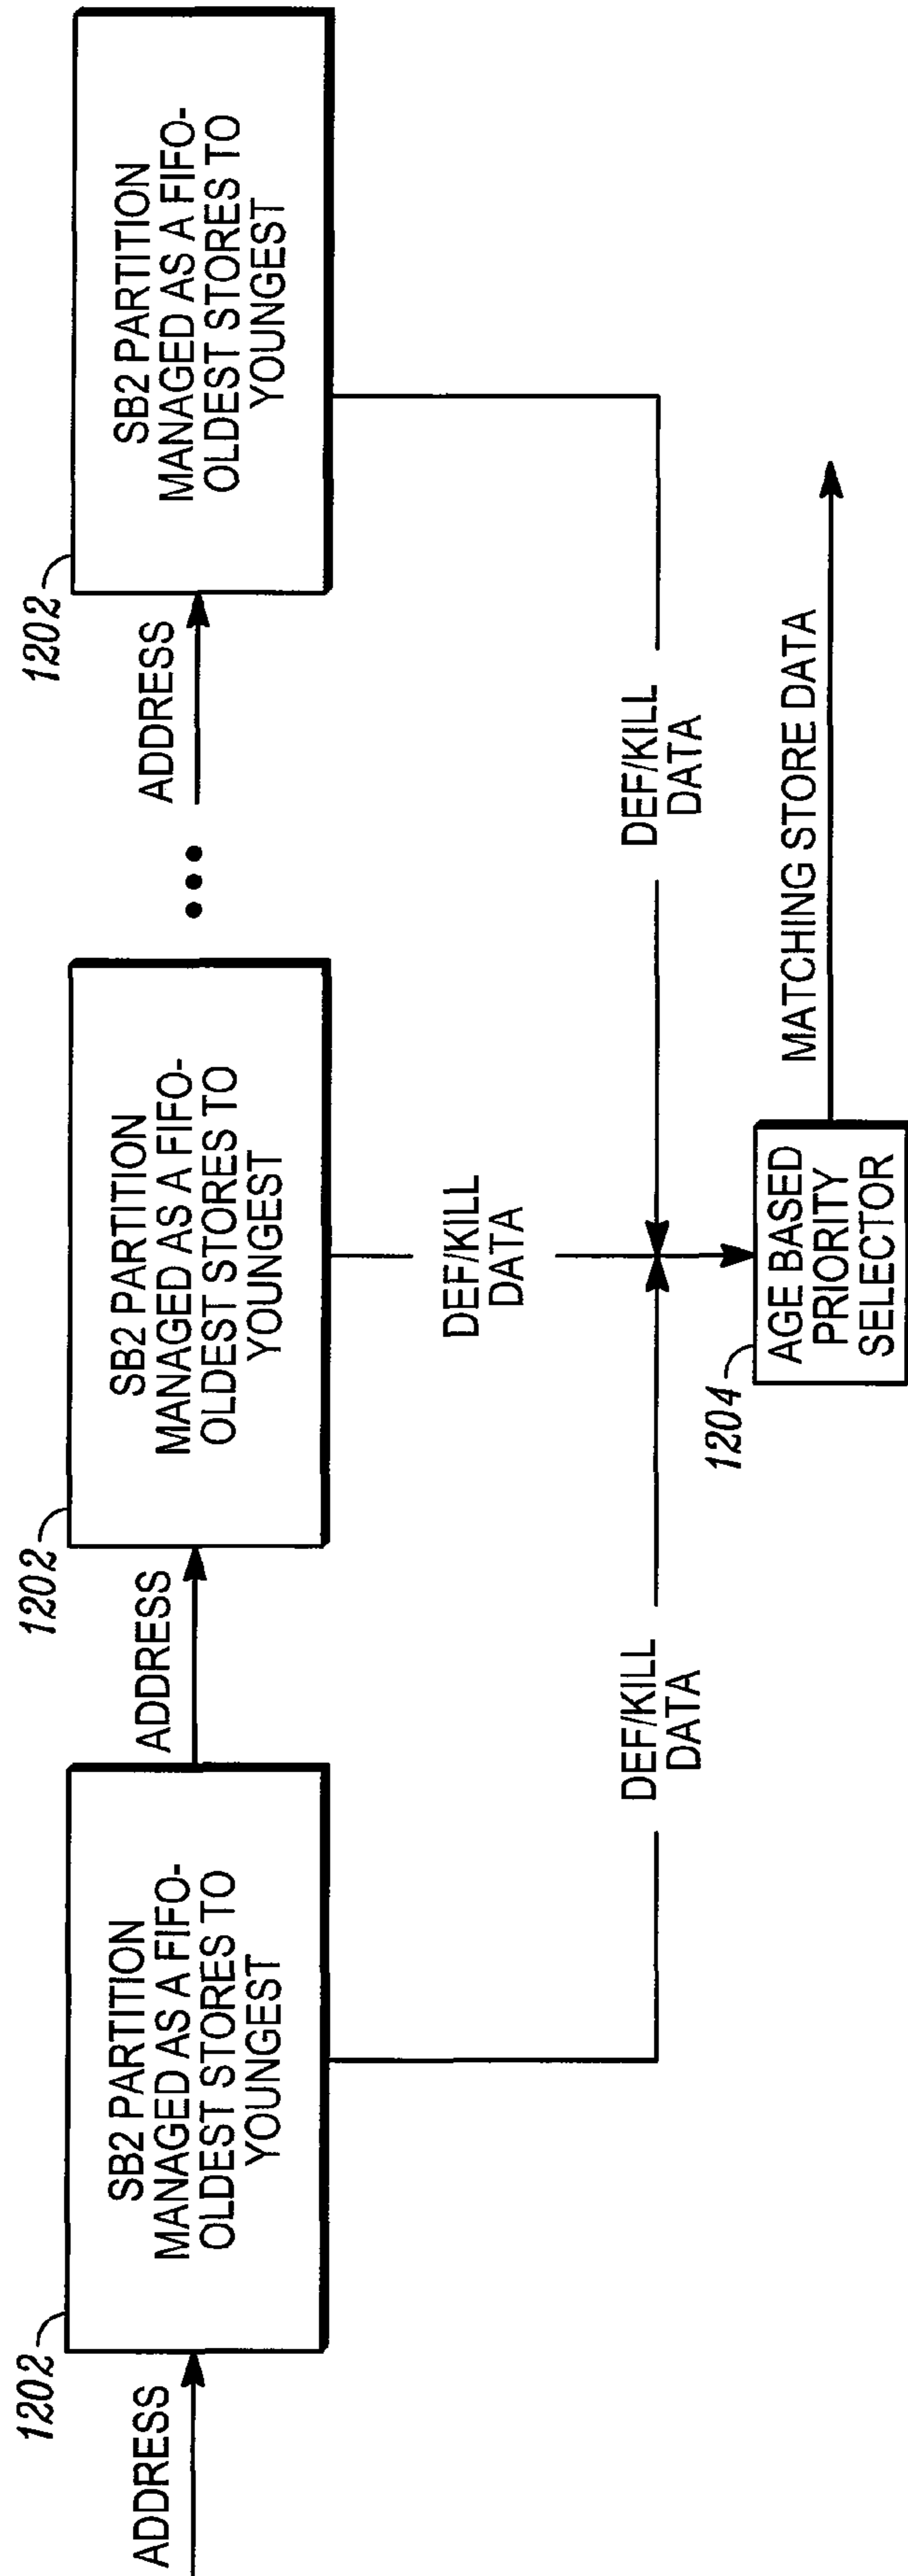 ADDRESS
1202
SB2 PARTITION
MANAGED AS A FIFO-
OLDEST STORES TO
YOUNGEST
ADDRESS
1202
SB2 PARTITION
MANAGED AS A FIFO-
OLDEST STORES TO
YOUNGEST
ADDRESS
1202
SB2 PARTITION
MANAGED AS A FIFO-
OLDEST STORES TO
YOUNGEST
DEF/KILL
DATA
DEF/KILL
DATA
DEF/KILL
DATA
1204
AGE BASED
PRIORITY
SELECTOR
MATCHING STORE DATA